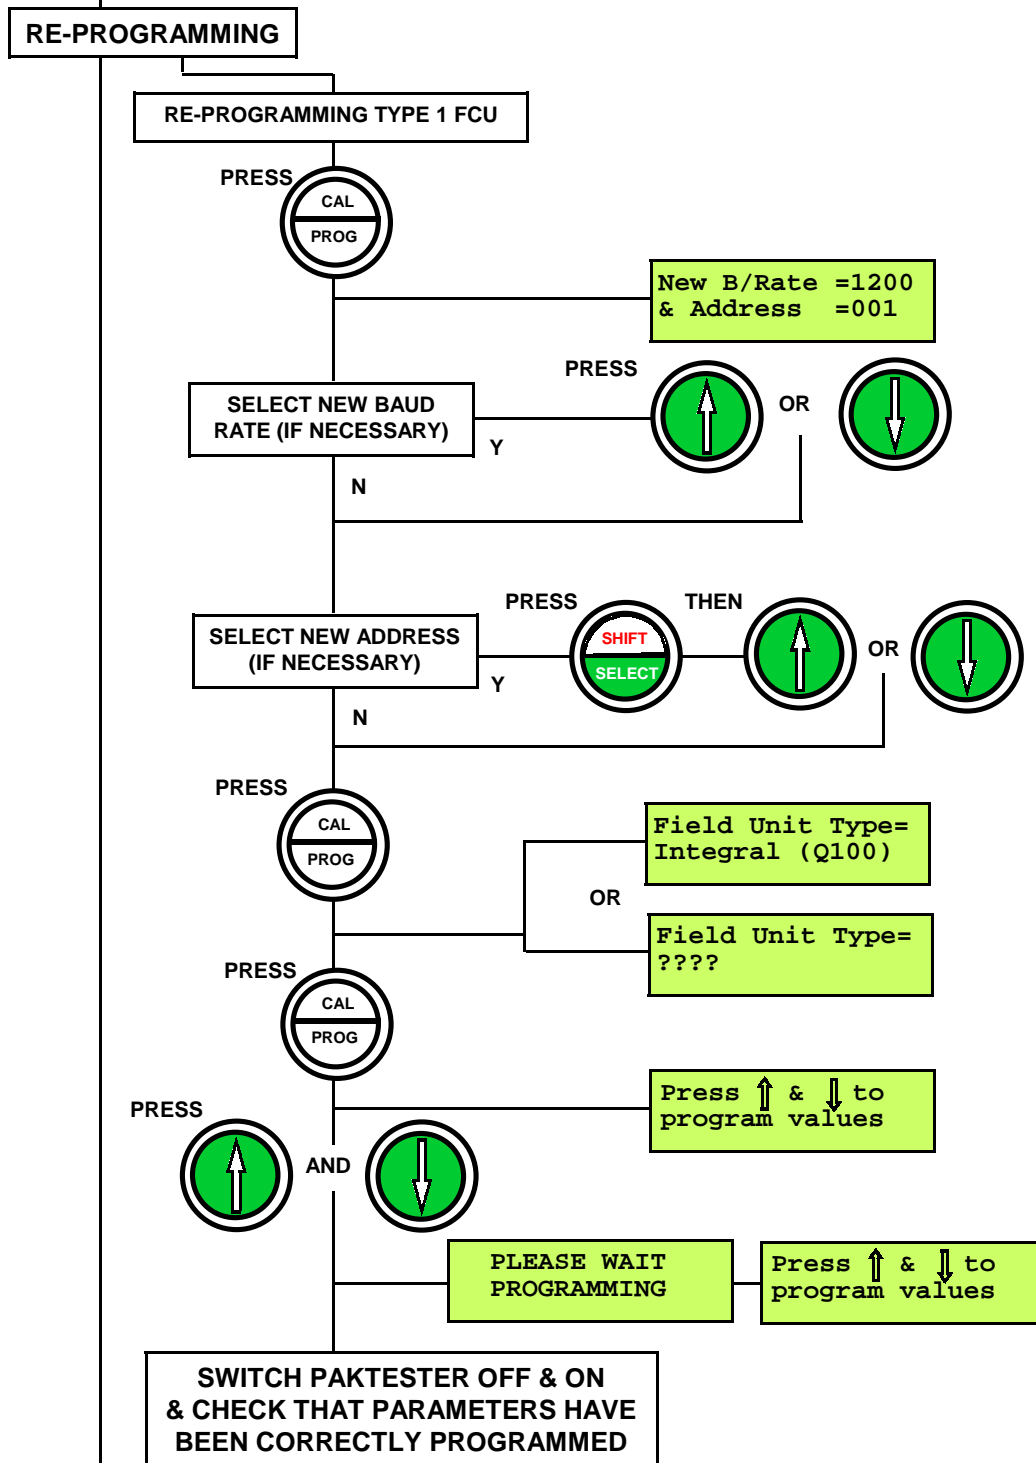 RE-PROGRAMMING
RE-PROGRAMMING TYPE 1 FCU
PRESS
CAL
PROG
New B/Rate =1200
& Address =001
PRESS
SELECT NEW BAUD
RATE (IF NECESSARY)
Y
OR
N
PRESS
THEN
SELECT NEW ADDRESS
(IF NECESSARY)
Y
SHIFT
SELECT
OR
N
PRESS
CAL
PROG
Field Unit Type=
Integral (Q100)
OR
Field Unit Type=
????
PRESS
CAL
PROG
Press ⇑ & ⇓ to
program values
PRESS
AND
PLEASE WAIT
PROGRAMMING
Press ⇑ & ⇓ to
program values
SWITCH PAKTESTER OFF & ON
& CHECK THAT PARAMETERS HAVE
BEEN CORRECTLY PROGRAMMED